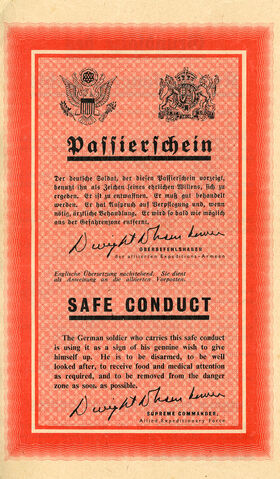 Passierschein
Der deutsche Soldat, der diesen Passierschein vorzeigt,
benutzt ihn als Zeichen seines ehrlichen Willens, sich zu
ergeben. Er ist zu entwaffnen. Er muß gut behandelt
werden. Er hat Anspruch auf Verpflegung und, wenn
nötig, ärztliche Behandlung. Er wird so bald wie möglich
aus der Gefahrenzone entfernt.
Dwight D Eisenhower
OBERBEFEHLSHABER
der alliierten Expeditions-Armeen
Englische Übersetzung nachstehend. Sie dient
als Anweisung an die alliierten Vorposten.
SAFE CONDUCT
The German soldier who carries this safe conduct
is using it as a sign of his genuine wish to give
himself up. He is to be disarmed, to be well
looked after, to receive food and medical attention
as required, and to be removed from the danger
zone as soon as possible.
Dwight D Eisenhower
SUPREME COMMANDER,
Allied Expeditionary Force